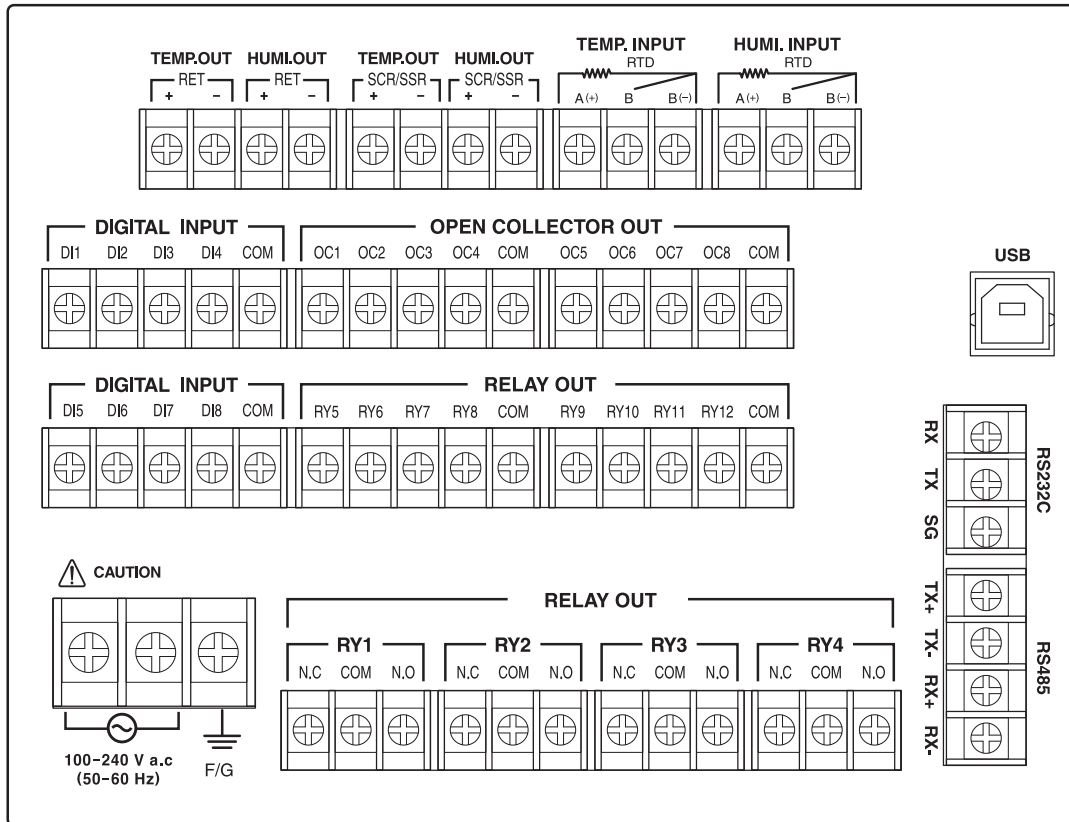 TEMP.OUT HUMI.OUT TEMP.OUT HUMI.OUT TEMP. INPUT HUMI. INPUT
RET RET SCR/SSR SCR/SSR RTD RTD
+ − + − + − + − A(+) B B(−) A(+) B B(−)
DIGITAL INPUT OPEN COLLECTOR OUT
DI1 DI2 DI3 DI4 COM OC1 OC2 OC3 OC4 COM OC5 OC6 OC7 OC8 COM
USB
DIGITAL INPUT RELAY OUT
DI5 DI6 DI7 DI8 COM RY5 RY6 RY7 RY8 COM RY9 RY10 RY11 RY12 COM
RX
TX
SG
RS232C
TX+
TX-
RX+
RX-
RS485
CAUTION
100-240 V a.c
(50-60 Hz)
F/G
RELAY OUT
RY1 RY2 RY3 RY4
N.C COM N.O N.C COM N.O N.C COM N.O N.C COM N.O